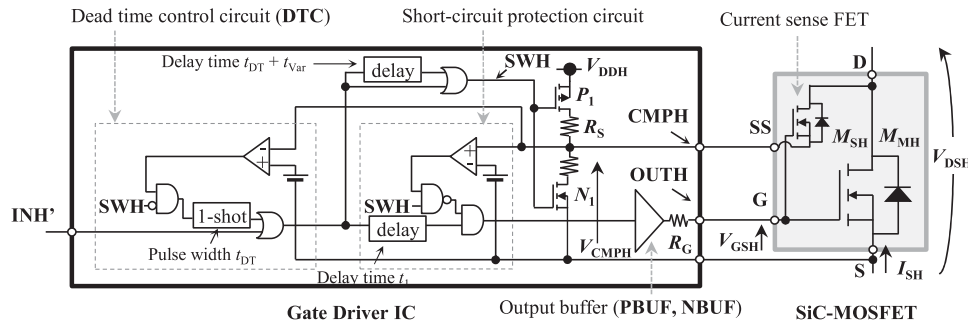 Dead time control circuit (DTC)
Short-circuit protection circuit
Current sense FET
Delay time tDT + tVar
delay
SWH
VDDH
P1
RS
CMPH
SS
D
MSH
MMH
VDSH
- +
+ -
SWH
1-shot
SWH
delay
N1
OUTH
G
INH'
Pulse width tDT
Delay time t1
VCMPH
RG
VGSH
S
ISH
Gate Driver IC
Output buffer (PBUF, NBUF)
SiC-MOSFET